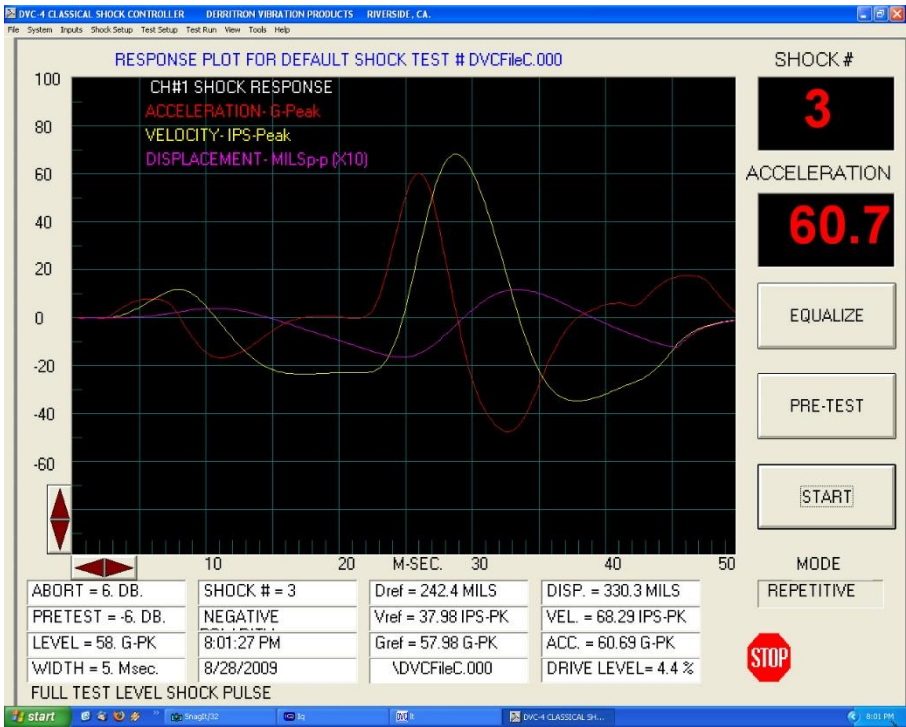 DVC-4 CLASSICAL SHOCK CONTROLLER DERRITRON VIBRATION PRODUCTS RIVERSIDE, CA.
File System Inputs Shock Setup Test Setup Test Run View Tools Help
RESPONSE PLOT FOR DEFAULT SHOCK TEST # DVCFileC.000
CH#1 SHOCK RESPONSE
ACCELERATION- G-Peak
VELOCITY- IPS-Peak
DISPLACEMENT- MILSp-p (X10)
100
80
60
40
20
0
-20
-40
-60
10 20 M-SEC. 30 40 50
SHOCK #
3
ACCELERATION
60.7
EQUALIZE
PRE-TEST
START
MODE
REPETITIVE
STOP
ABORT = 6. DB. SHOCK # = 3 Dref = 242.4 MILS DISP. = 330.3 MILS
PRETEST = -6. DB. NEGATIVE Vref = 37.98 IPS-PK VEL. = 68.29 IPS-PK
LEVEL = 58. G-PK 8:01:27 PM Gref = 57.98 G-PK ACC. = 60.69 G-PK
WIDTH = 5. Msec. 8/28/2009 \DVCFileC.000 DRIVE LEVEL= 4.4 %
FULL TEST LEVEL SHOCK PULSE
start SnagIt/32 DVC-4 CLASSICAL SH... 8:01 PM